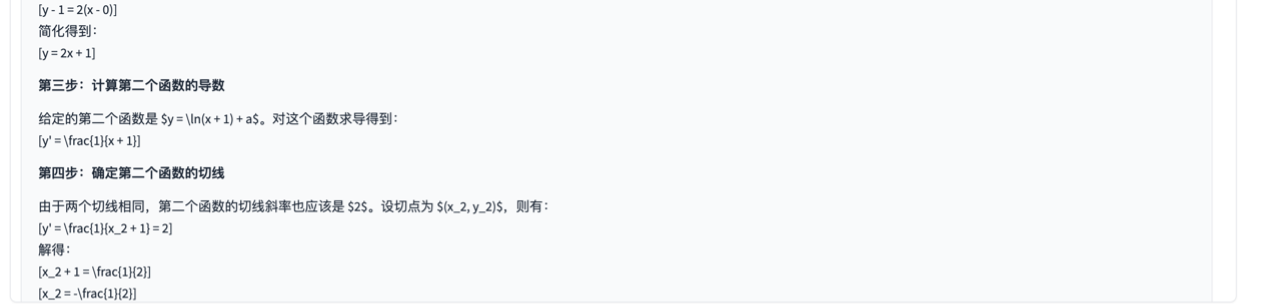 [y - 1 = 2(x - 0)]
简化得到：
[y = 2x + 1]
第三步：计算第二个函数的导数
给定的第二个函数是 $y = \ln(x + 1) + a$。对这个函数求导得到：
[y' = \frac{1}{x + 1}]
第四步：确定第二个函数的切线
由于两个切线相同，第二个函数的切线斜率也应该是 $2$。设切点为 $(x_2, y_2)$，则有：
[y' = \frac{1}{x_2 + 1} = 2]
解得：
[x_2 + 1 = \frac{1}{2}]
[x_2 = -\frac{1}{2}]